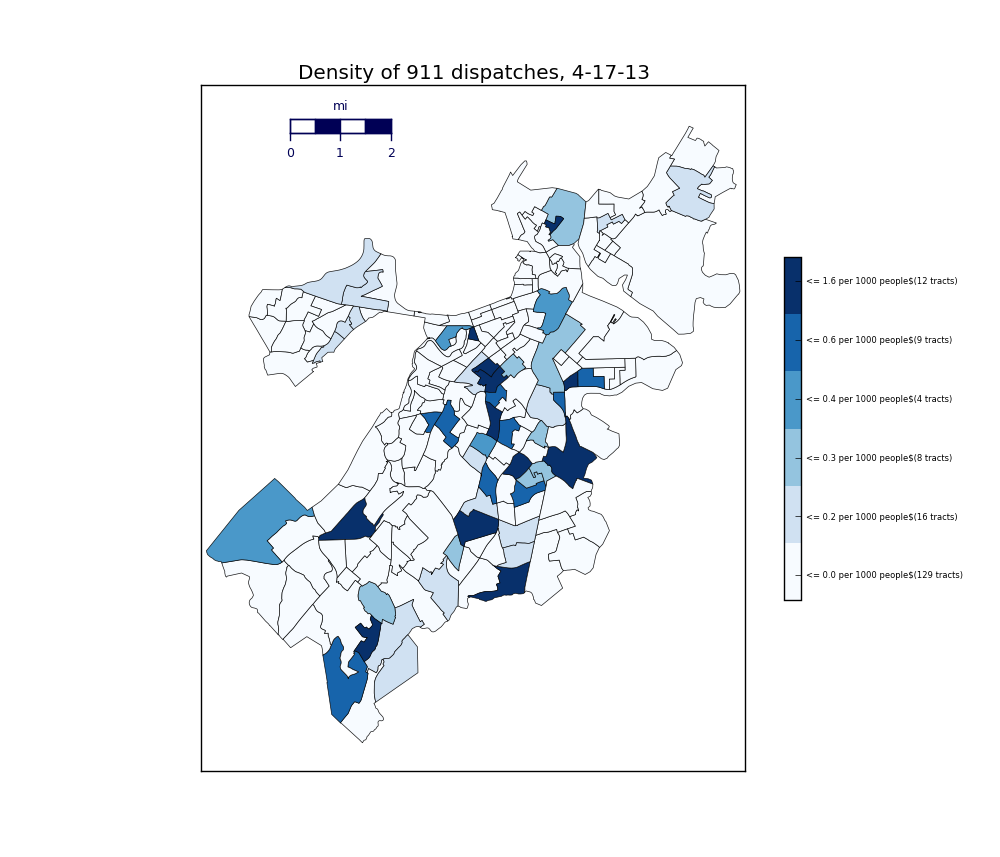 Density of 911 dispatches, 4-17-13
mi
0 1 2
<= 1.6 per 1000 people$(12 tracts)
<= 0.6 per 1000 people$(9 tracts)
<= 0.4 per 1000 people$(4 tracts)
<= 0.3 per 1000 people$(8 tracts)
<= 0.2 per 1000 people$(16 tracts)
<= 0.0 per 1000 people$(129 tracts)